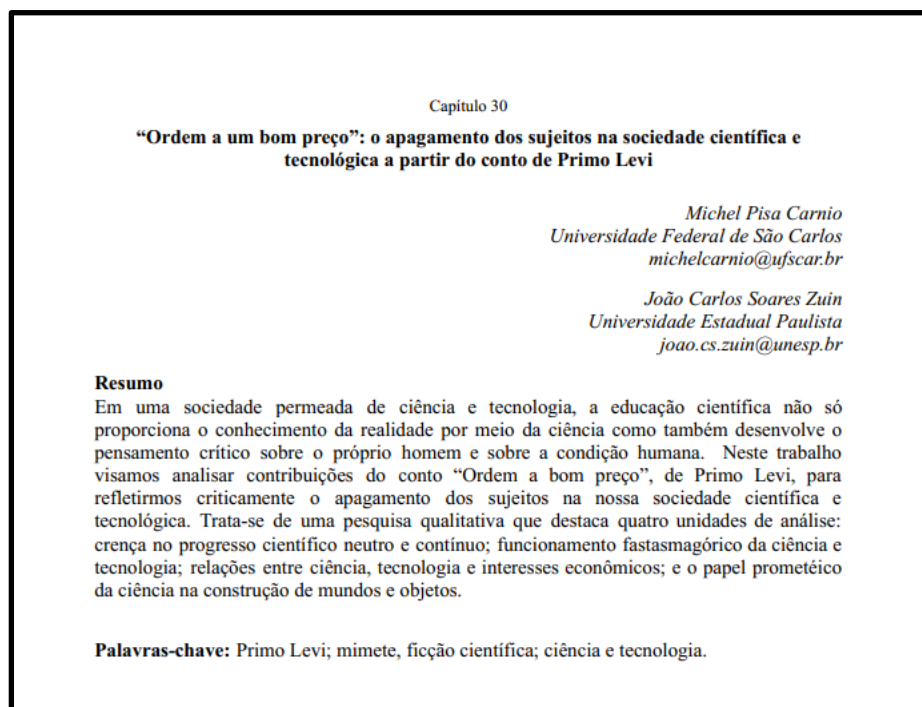 Capítulo 30
“Ordem a um bom preço”: o apagamento dos sujeitos na sociedade científica e
tecnológica a partir do conto de Primo Levi
Michel Pisa Carnio
Universidade Federal de São Carlos
michelcarnio@ufscar.br
João Carlos Soares Zuin
Universidade Estadual Paulista
joao.cs.zuin@unesp.br
Resumo
Em uma sociedade permeada de ciência e tecnologia, a educação científica não só
proporciona o conhecimento da realidade por meio da ciência como também desenvolve o
pensamento crítico sobre o próprio homem e sobre a condição humana. Neste trabalho
visamos analisar contribuições do conto “Ordem a bom preço”, de Primo Levi, para
refletirmos criticamente o apagamento dos sujeitos na nossa sociedade científica e
tecnológica. Trata-se de uma pesquisa qualitativa que destaca quatro unidades de análise:
crença no progresso científico neutro e contínuo; funcionamento fastasmagórico da ciência e
tecnologia; relações entre ciência, tecnologia e interesses econômicos; e o papel prometéico
da ciência na construção de mundos e objetos.
Palavras-chave: Primo Levi; mimete, ficção científica; ciência e tecnologia.